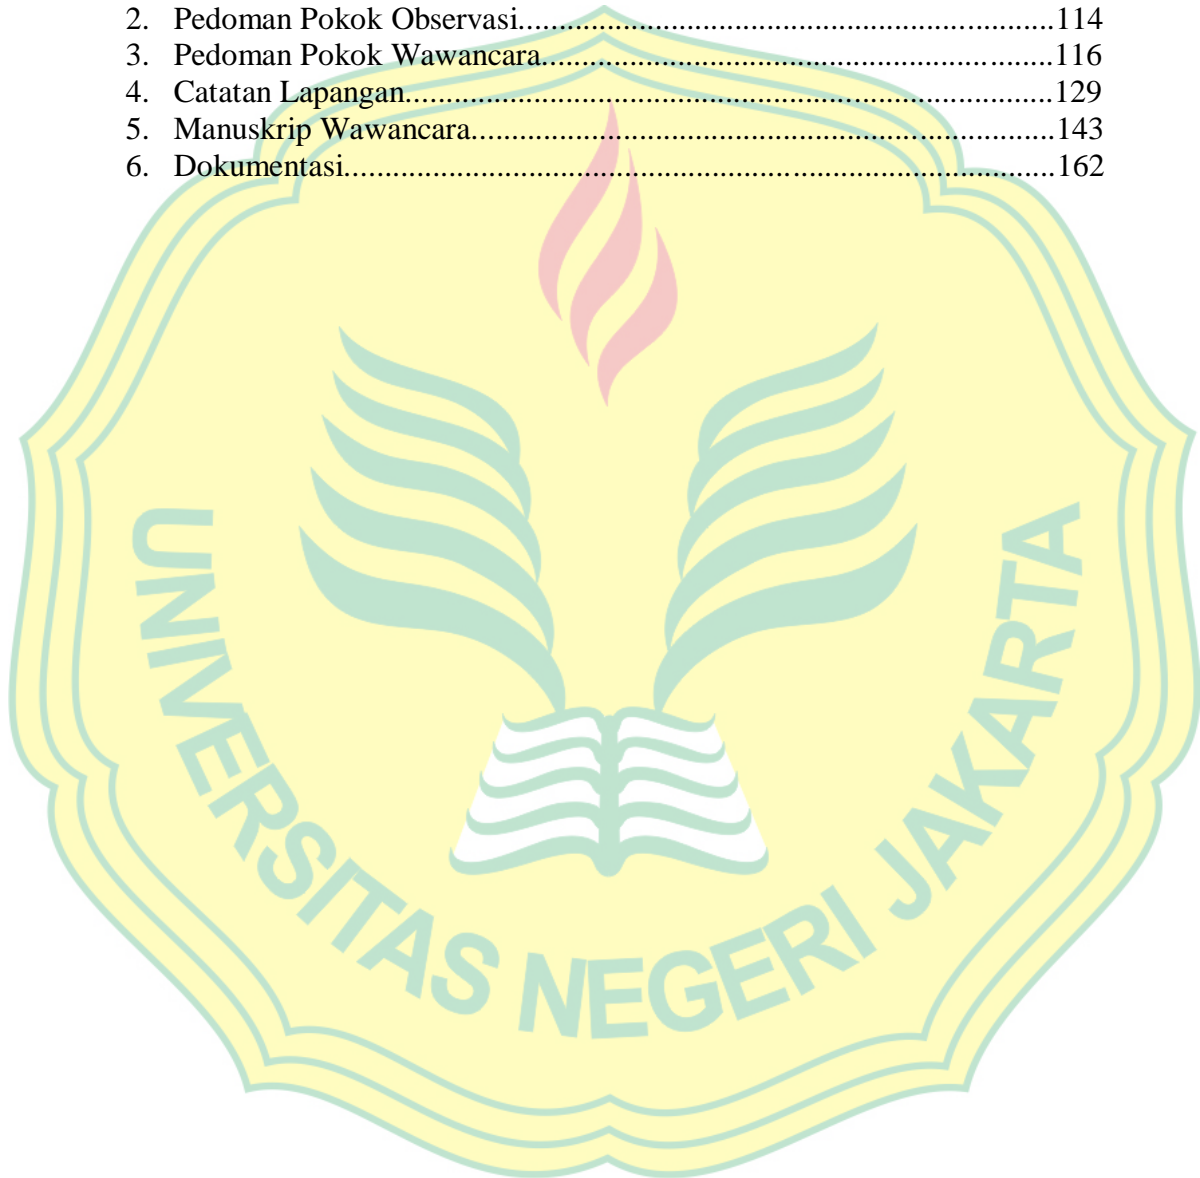 2. Pedoman Pokok Observasi....................................................................114
3. Pedoman Pokok Wawancara.................................................................116
4. Catatan Lapangan..................................................................................129
5. Manuskrip Wawancara..........................................................................143
6. Dokumentasi..........................................................................................162
UNIVERSITAS NEGERI JAKARTA